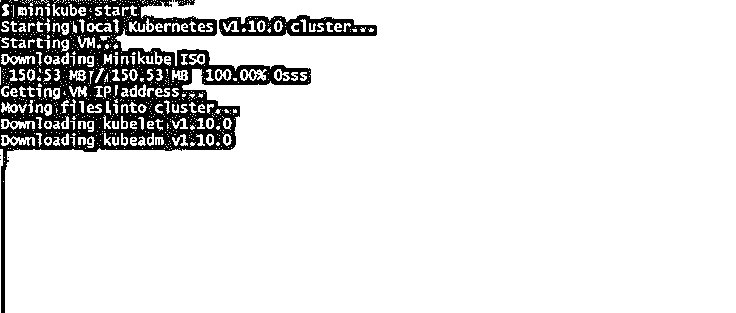 $ minikube start
Starting local Kubernetes v1.10.0 cluster...
Starting VM...
Downloading Minikube ISO
150.53 MB / 150.53 MB  100.00% 0sss
Getting VM IP address...
Moving files into cluster...
Downloading kubelet v1.10.0
Downloading kubeadm v1.10.0